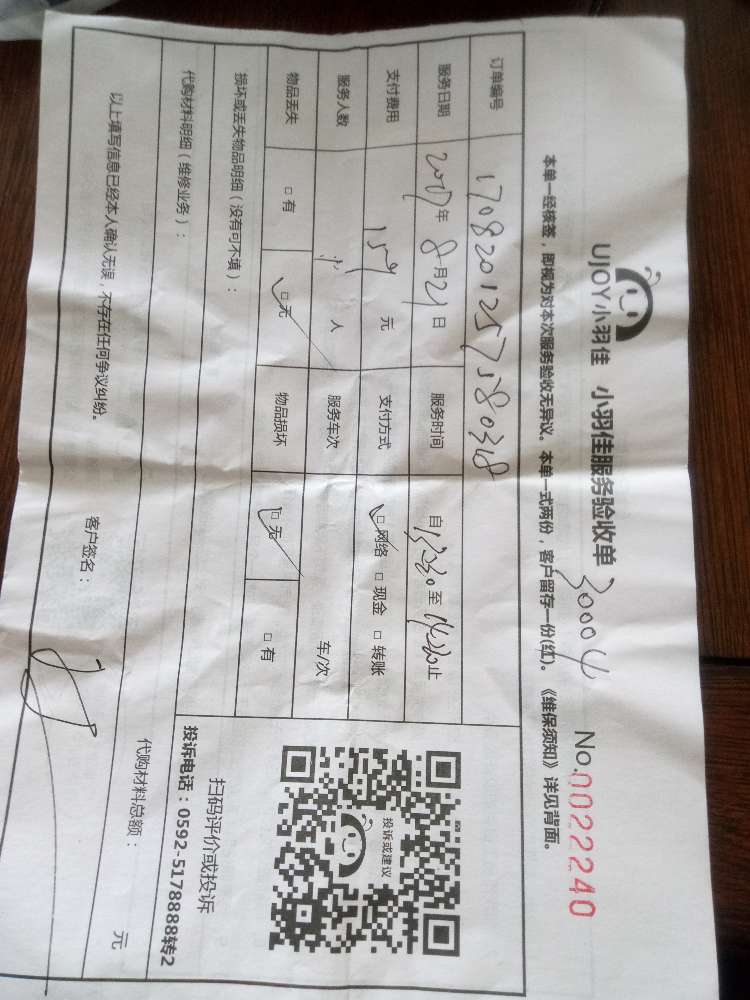 UJOY小羽佳 小羽佳服务验收单 30004 No.0022240
本单一经核签，即视为对本次服务验收无异议。本单一式两份，客户留存一份(红)。《维保须知》详见背面。
订单编号 1708201257580348
服务日期 2017年8月21日 服务时间 自 至 止
支付费用 159 元 支付方式 □网络 □现金 □转账
服务人数 人 服务车次 车/次
物品丢失 □有 □无 物品损坏 □无 □有
损坏或丢失物品明细（没有可不填）：
代购材料明细（维修业务）：
代购材料总额： 元
以上填写信息已经本人确认无误，不存在任何争议纠纷。
客户签名：
投诉或建议
扫码评价或投诉
投诉电话：0592-5178888转2